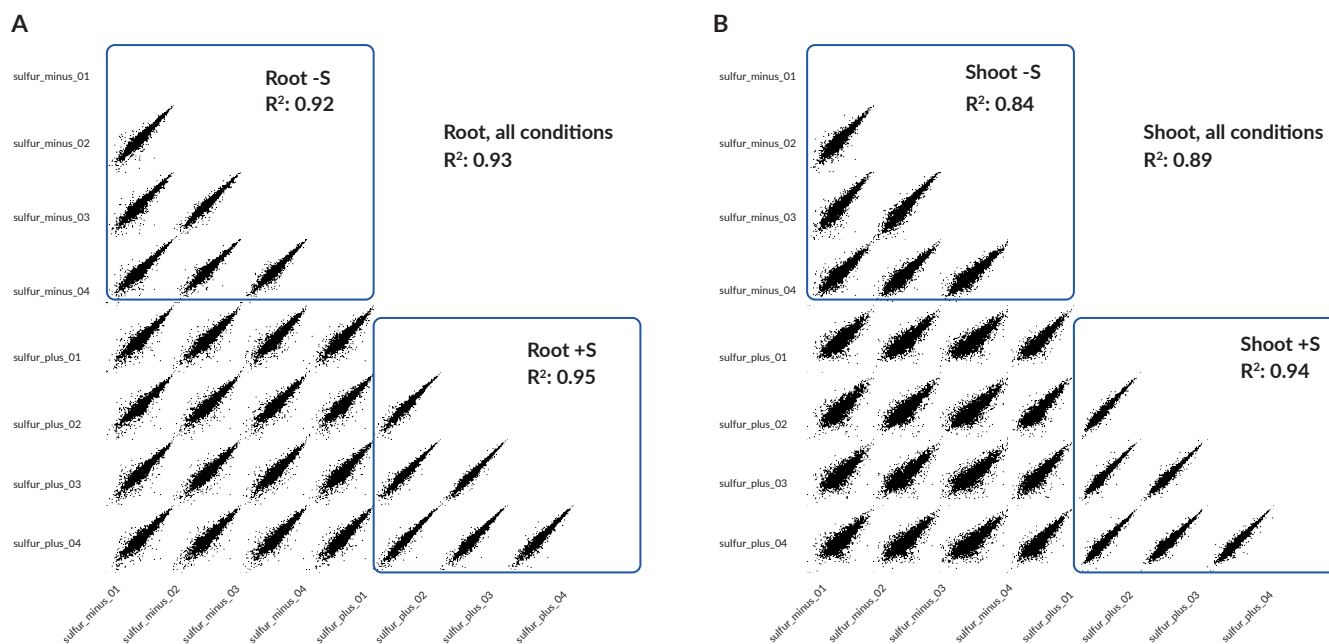 A
sulfur_minus_01
sulfur_minus_02
sulfur_minus_03
sulfur_minus_04
sulfur_plus_01
sulfur_plus_02
sulfur_plus_03
sulfur_plus_04
Root -S
R²: 0.92
Root, all conditions
R²: 0.93
Root +S
R²: 0.95
sulfur_minus_01
sulfur_minus_02
sulfur_minus_03
sulfur_minus_04
sulfur_plus_01
sulfur_plus_02
sulfur_plus_03
sulfur_plus_04
B
sulfur_minus_01
sulfur_minus_02
sulfur_minus_03
sulfur_minus_04
sulfur_plus_01
sulfur_plus_02
sulfur_plus_03
sulfur_plus_04
Shoot -S
R²: 0.84
Shoot, all conditions
R²: 0.89
Shoot +S
R²: 0.94
sulfur_minus_01
sulfur_minus_02
sulfur_minus_03
sulfur_minus_04
sulfur_plus_01
sulfur_plus_02
sulfur_plus_03
sulfur_plus_04